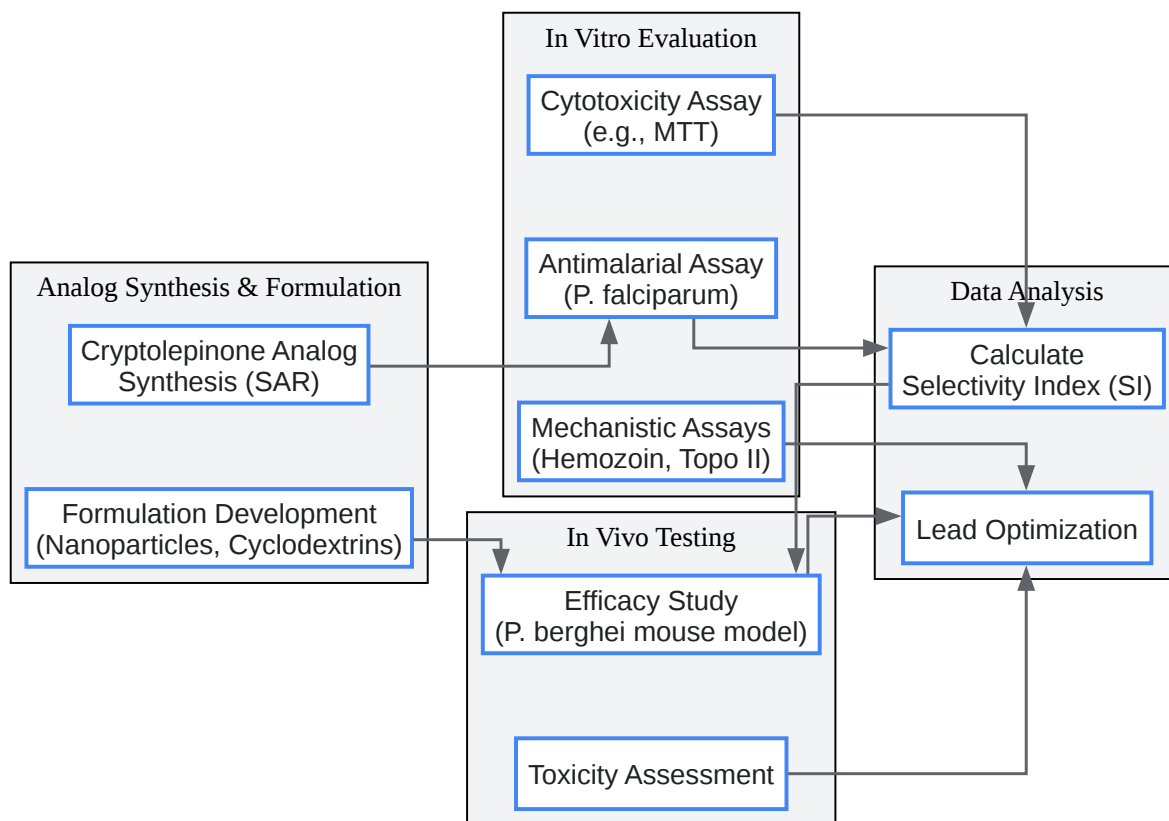 In Vitro Evaluation
Cytotoxicity Assay
(e.g., MTT)
Antimalarial Assay
(P. falciparum)
Mechanistic Assays
(Hemozoin, Topo II)
Analog Synthesis & Formulation
Cryptolepinone Analog
Synthesis (SAR)
Formulation Development
(Nanoparticles, Cyclodextrins)
Data Analysis
Calculate
Selectivity Index (SI)
Lead Optimization
In Vivo Testing
Efficacy Study
(P. berghei mouse model)
Toxicity Assessment